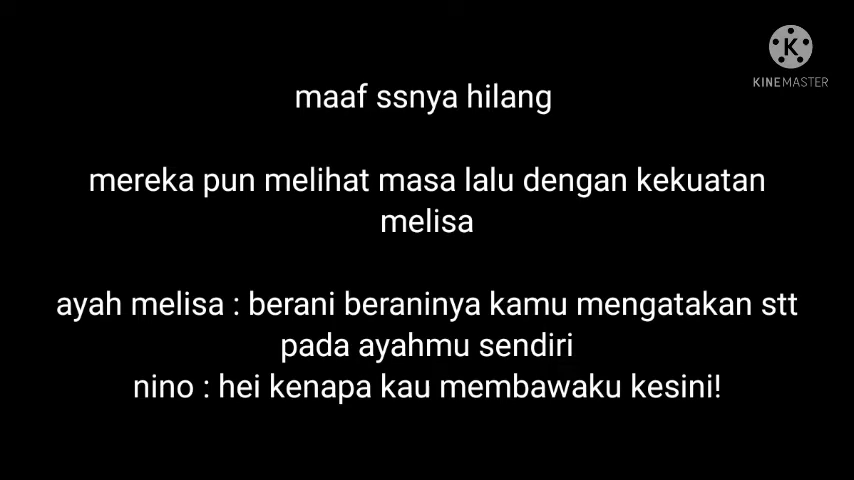 KINEMASTER
maaf ssnya hilang
mereka pun melihat masa lalu dengan kekuatan
melisa
ayah melisa : berani beraninya kamu mengatakan stt
pada ayahmu sendiri
nino : hei kenapa kau membawaku kesini!